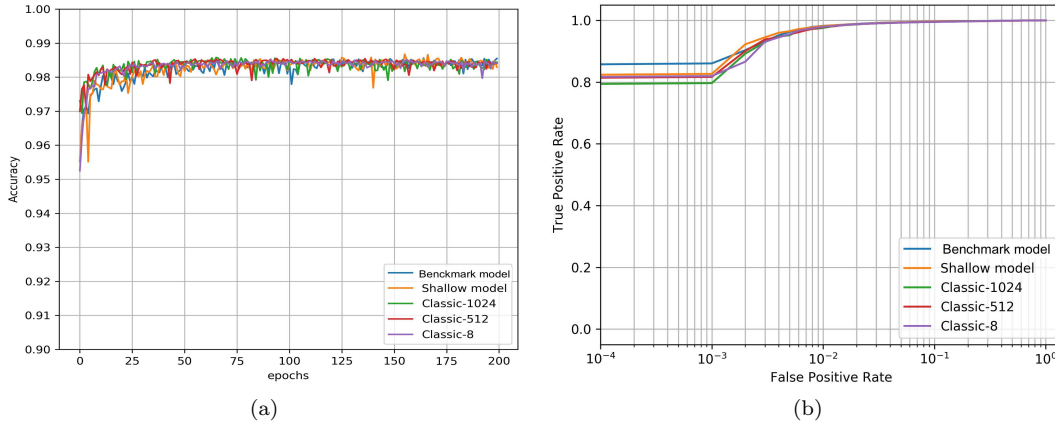 1.00
0.99
0.98
0.97
0.96
0.95
0.94
0.93
0.92
0.91
0.90
Accuracy
0 25 50 75 100 125 150 175 200
epochs
Benckmark model
Shallow model
Classic-1024
Classic-512
Classic-8
(a)
1.0
0.8
0.6
0.4
0.2
0.0
True Positive Rate
10⁻⁴ 10⁻³ 10⁻² 10⁻¹ 10⁰
False Positive Rate
Benchmark model
Shallow model
Classic-1024
Classic-512
Classic-8
(b)